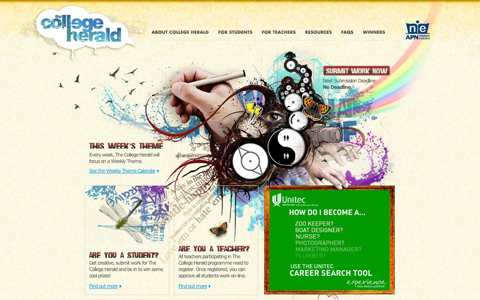 college
herald
ABOUT COLLEGE HERALD FOR STUDENTS FOR TEACHERS RESOURCES FAQS WINNERS
nie
APN
SUBMIT WORK NOW
Next Submission Deadline:
No Deadline
THIS WEEK'S THEME
Every week, The College Herald will
focus on a Weekly Theme.
See the Weekly Theme Calendar
ARE YOU A STUDENT?
Get creative, submit work for The
College Herald and be in to win some
cool prizes!
Find out more
ARE YOU A TEACHER?
All teachers participating in The
College Herald programme need to
register. Once registered, you can
approve all students work on-line.
Find out more
Unitec
HOW DO I BECOME A...
ZOO KEEPER?
BOAT DESIGNER?
NURSE?
PHOTOGRAPHER?
MARKETING MANAGER?
PLUMBER?
USE THE UNITEC
CAREER SEARCH TOOL
experience